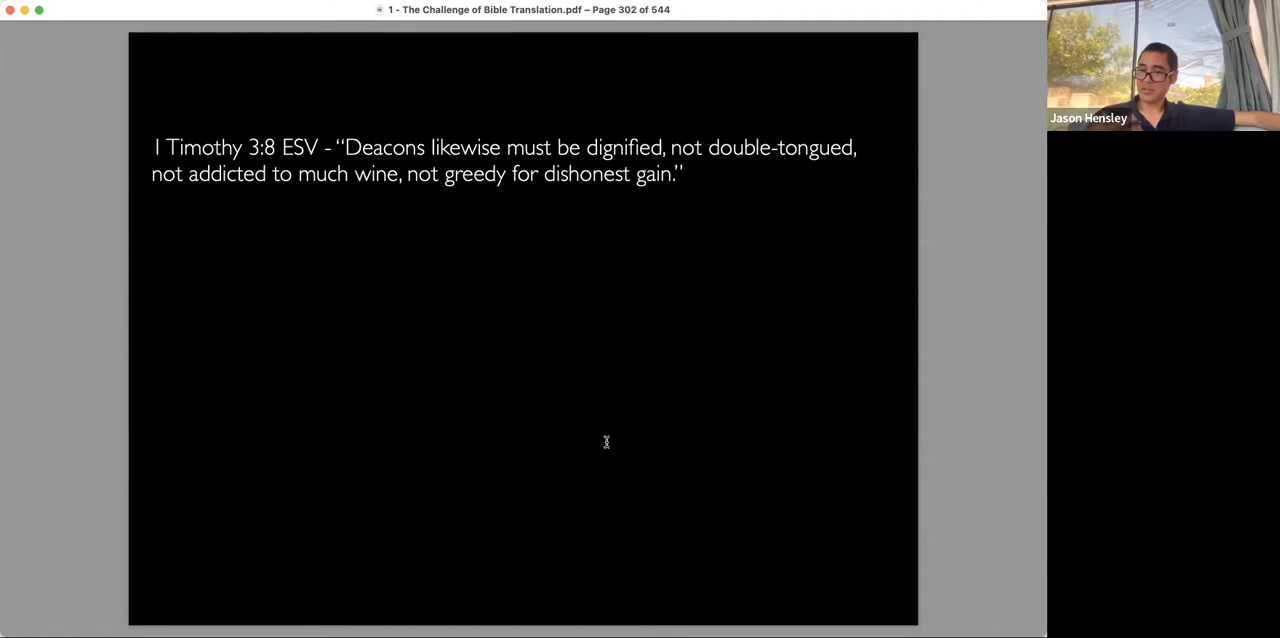 1 - The Challenge of Bible Translation.pdf – Page 302 of 544
1 Timothy 3:8 ESV - “Deacons likewise must be dignified, not double-tongued,
not addicted to much wine, not greedy for dishonest gain.”
Jason Hensley